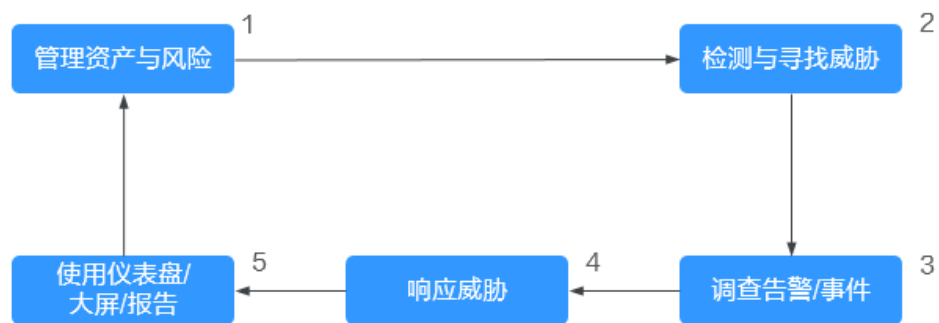 管理资产与风险
1
检测与寻找威胁
2
使用仪表盘/
大屏/报告
5
响应威胁
4
调查告警/事件
3